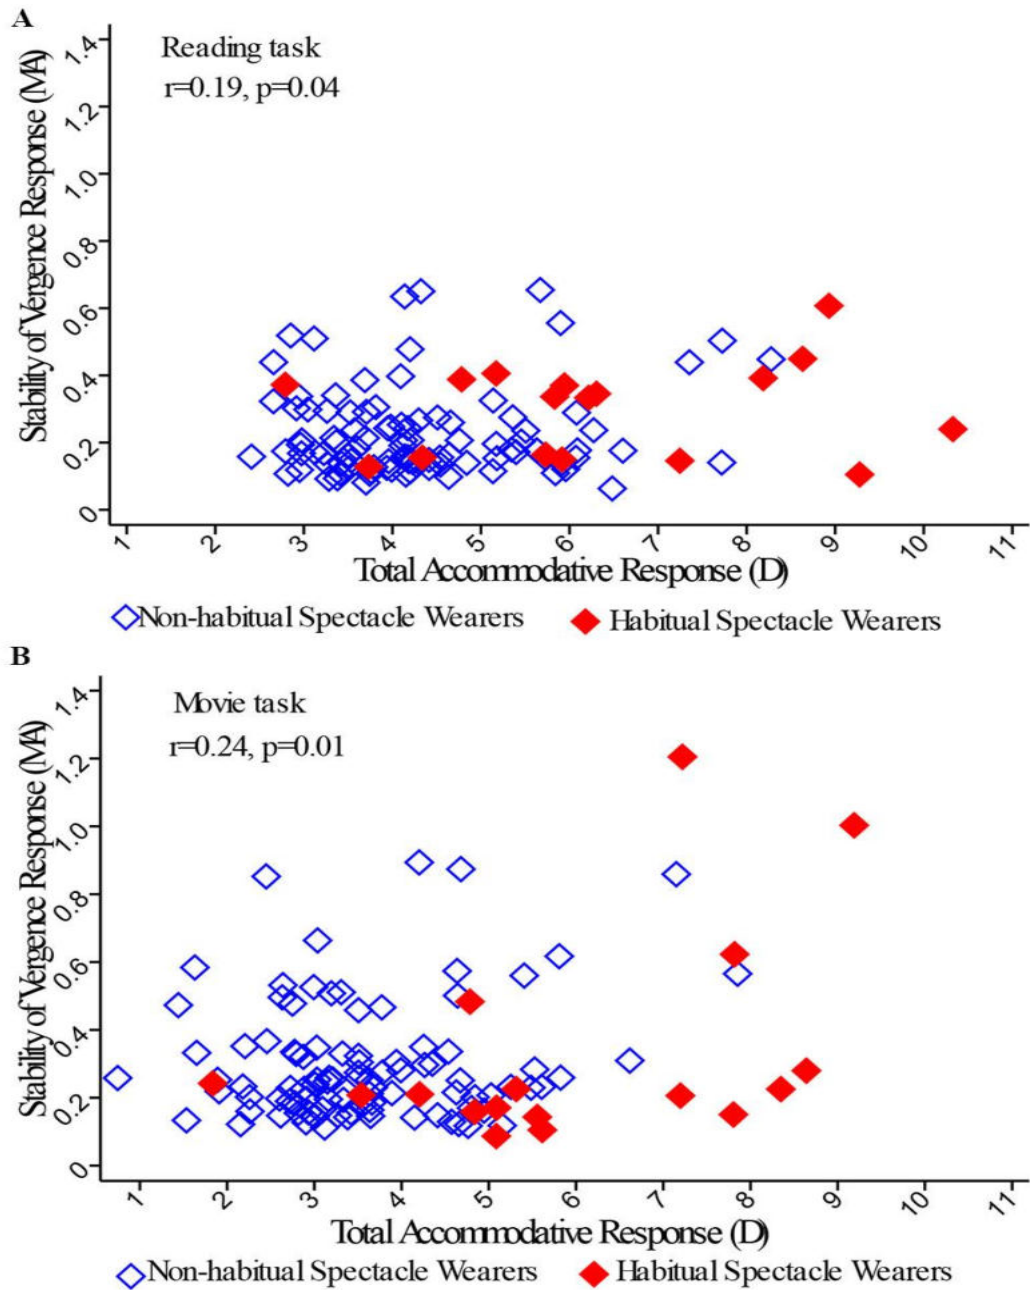 A
Reading task
r=0.19, p=0.04
Stability of Vergence Response (MA)
1.4
1.2
1.0
0.8
0.6
0.4
0.2
0
1 2 3 4 5 6 7 8 9 10 11
Total Accommodative Response (D)
Non-habitual Spectacle Wearers Habitual Spectacle Wearers
B
Movie task
r=0.24, p=0.01
Stability of Vergence Response (MA)
1.4
1.2
1.0
0.8
0.6
0.4
0.2
0
1 2 3 4 5 6 7 8 9 10 11
Total Accommodative Response (D)
Non-habitual Spectacle Wearers Habitual Spectacle Wearers